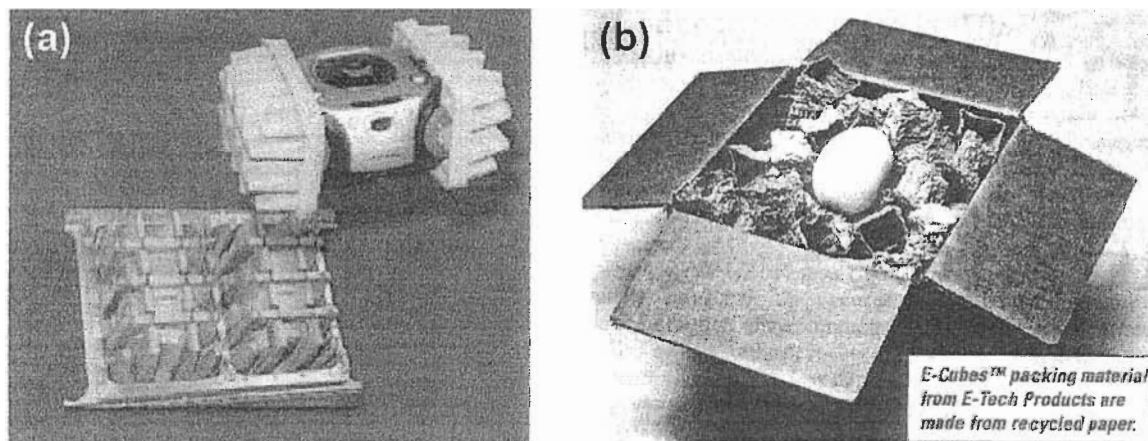 (a)
(b)
E-Cubes™ packing material
from E-Tech Products are
made from recycled paper.